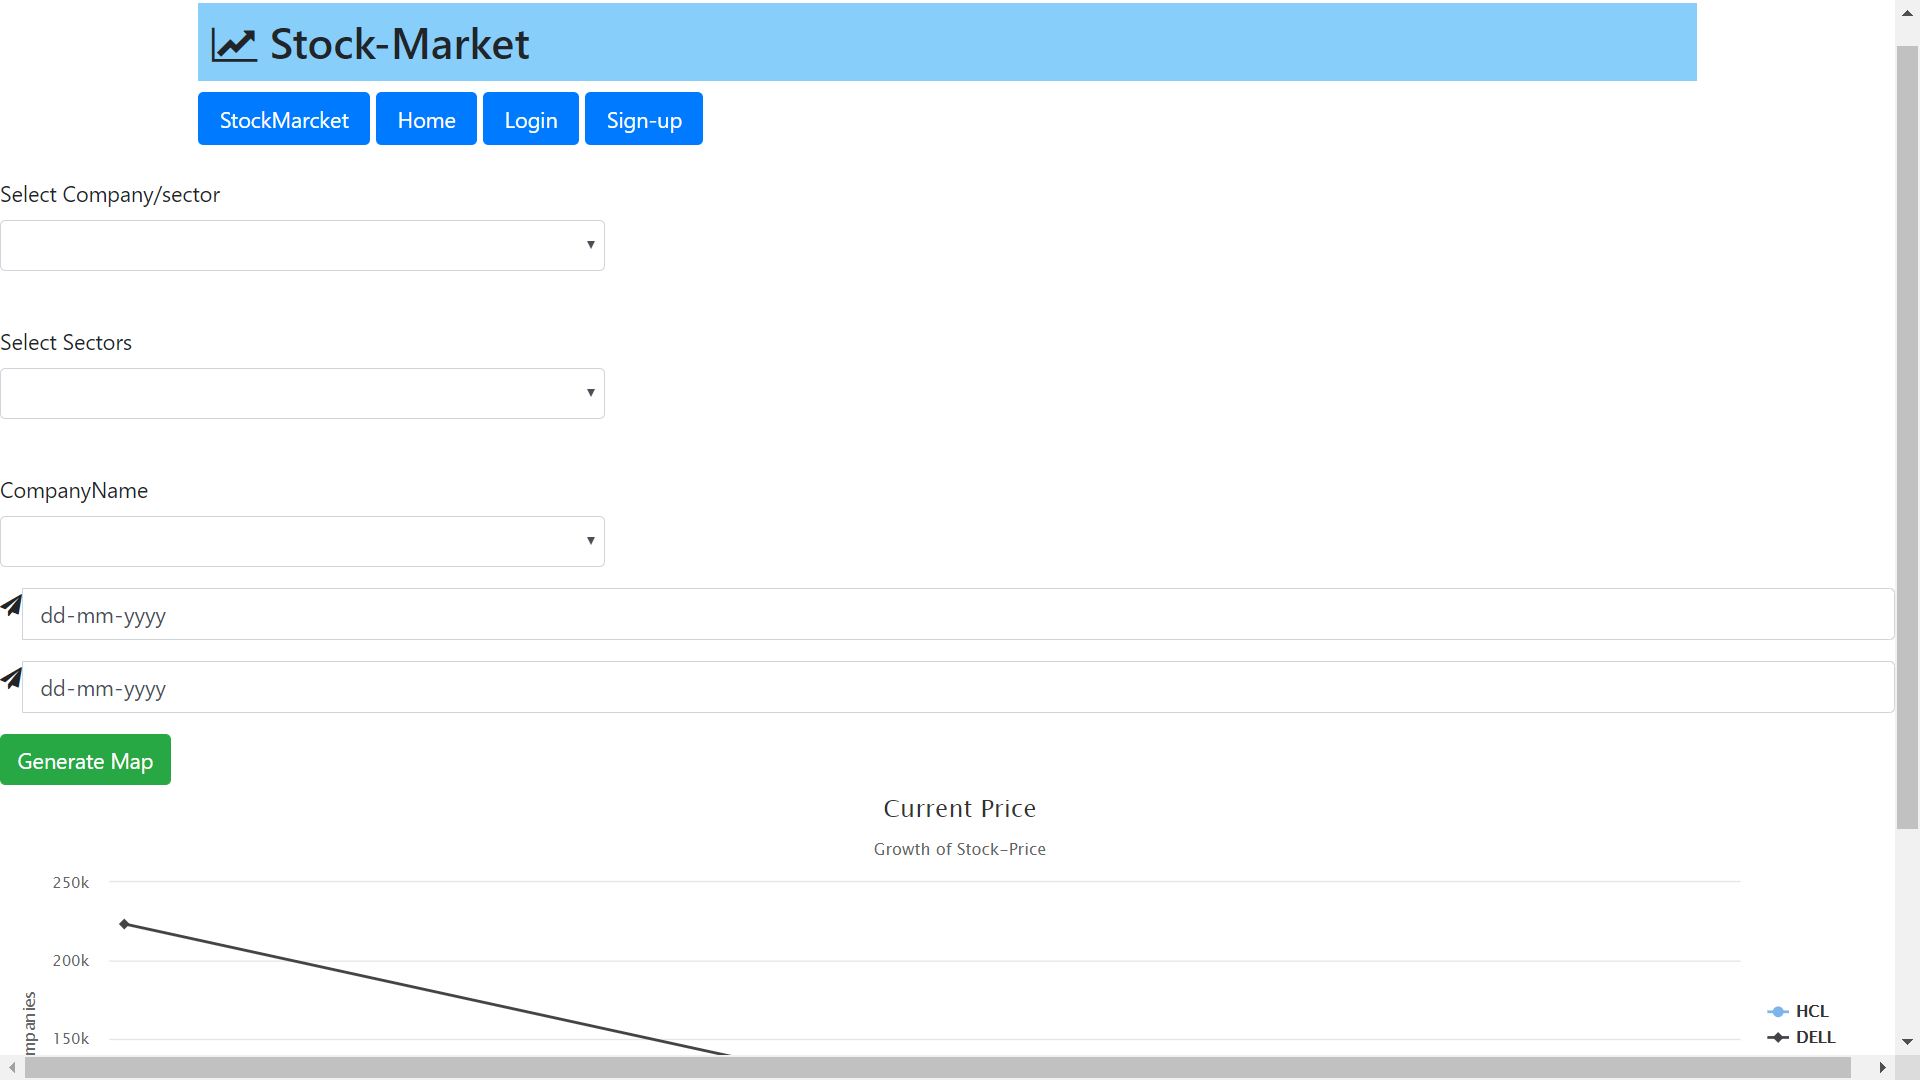 Stock-Market
StockMarcket Home Login Sign-up
Select Company/sector
Select Sectors
CompanyName
dd-mm-yyyy
dd-mm-yyyy
Generate Map
Current Price
Growth of Stock-Price
250k
200k
150k
HCL
DELL